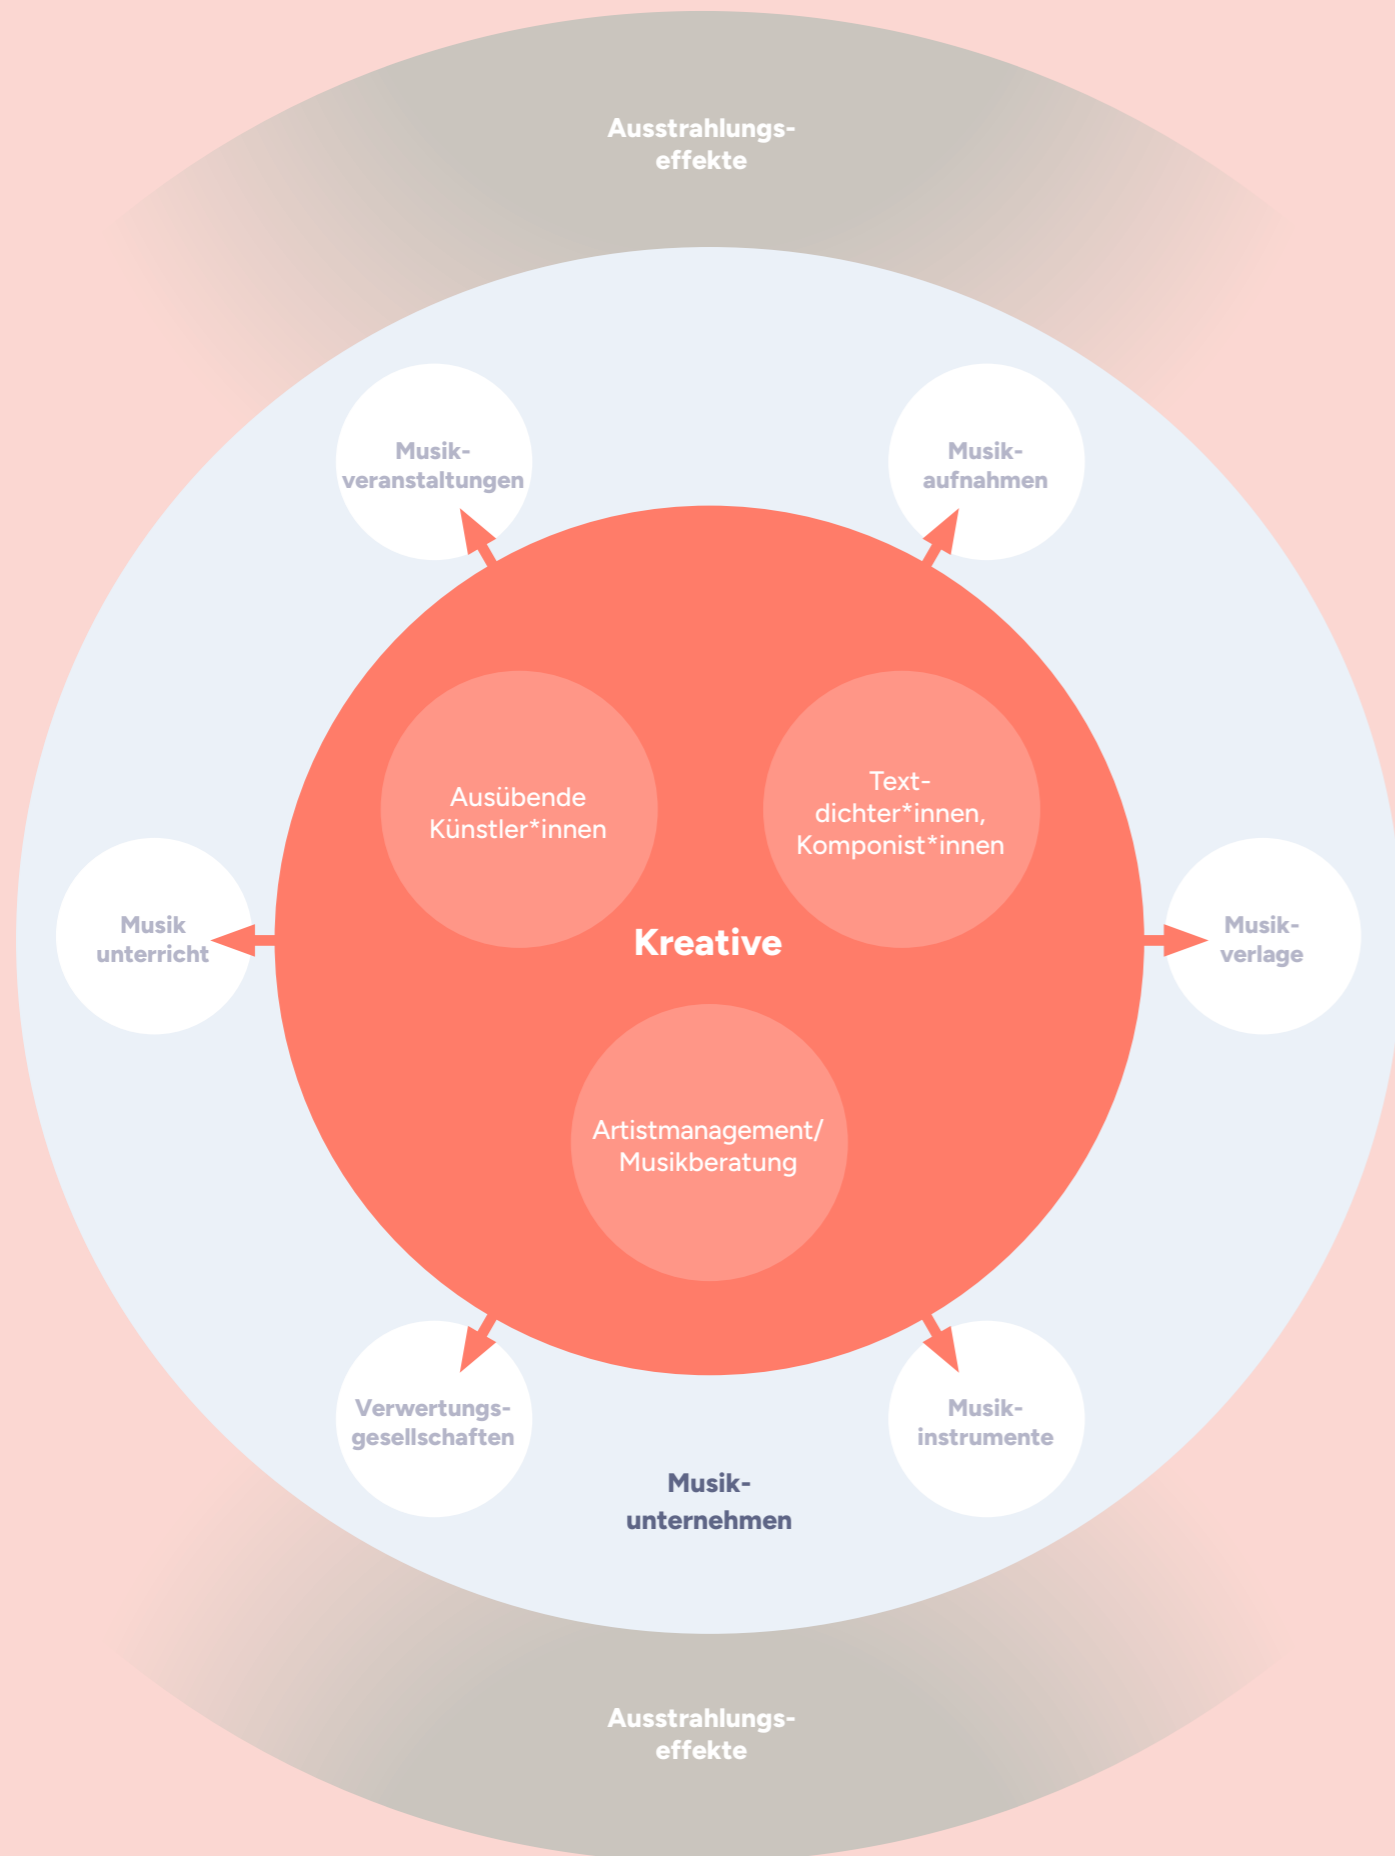 Ausstrahlungs-
effekte
Musik-
veranstaltungen
Musik-
aufnahmen
Ausübende
Künstler*innen
Text-
dichter*innen,
Komponist*innen
Musik
unterricht
Kreative
Musik-
verlage
Artistmanagement/
Musikberatung
Verwertungs-
gesellschaften
Musik-
instrumente
Musik-
unternehmen
Ausstrahlungs-
effekte